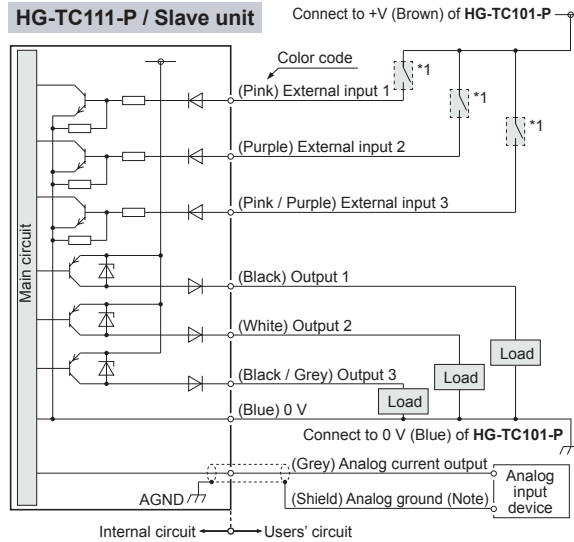 HG-TC111-P / Slave unit
Connect to +V (Brown) of HG-TC101-P
Color code
*1
(Pink) External input 1
*1
*1
(Purple) External input 2
(Pink / Purple) External input 3
Main circuit
(Black) Output 1
(White) Output 2
Load
Load
(Black / Grey) Output 3
Load
(Blue) 0 V
Connect to 0 V (Blue) of HG-TC101-P
(Grey) Analog current output
Analog
input
device
AGND
(Shield) Analog ground (Note)
Internal circuit
Users' circuit